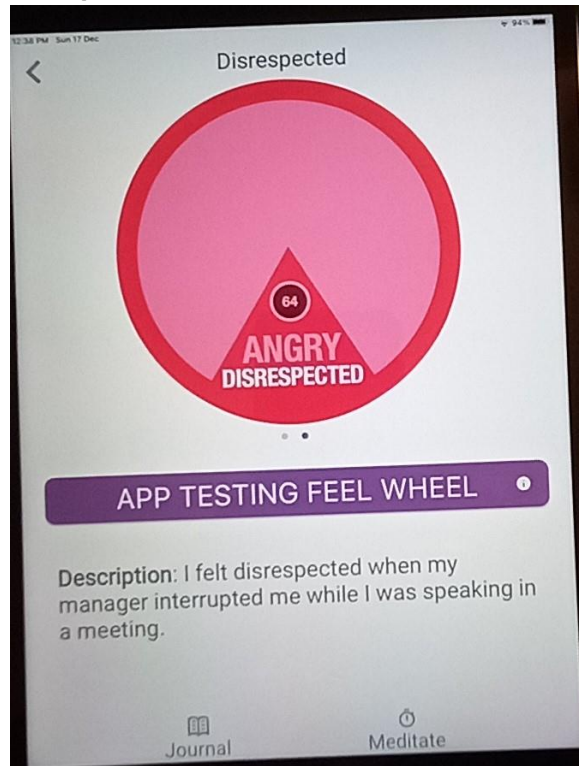 12:38 PM Sun 17 Dec 94%
Disrespected
64
ANGRY
DISRESPECTED
APP TESTING FEEL WHEEL
Description: I felt disrespected when my
manager interrupted me while I was speaking in
a meeting.
Journal Meditate